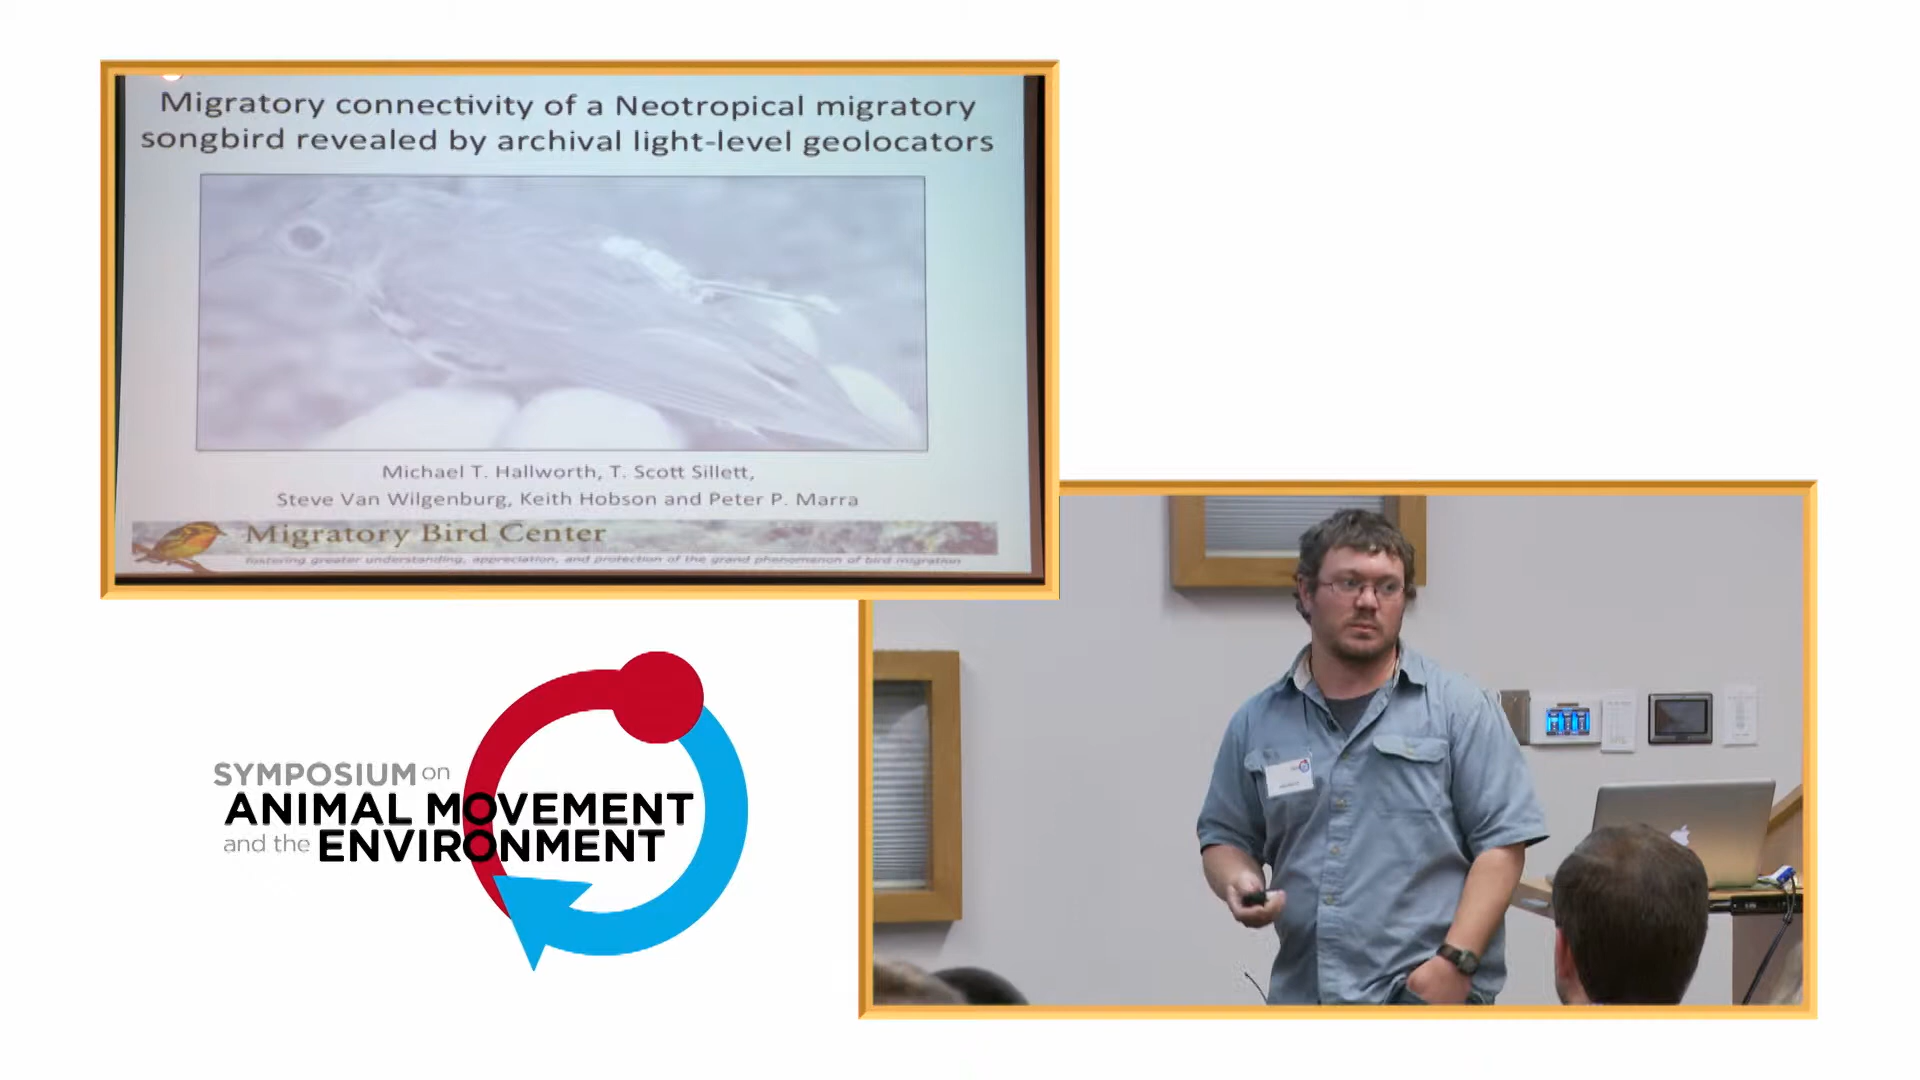 Migratory connectivity of a Neotropical migratory
songbird revealed by archival light-level geolocators
Michael T. Hallworth, T. Scott Sillett,
Steve Van Wilgenburg, Keith Hobson and Peter P. Marra
Migratory Bird Center
fostering greater understanding, appreciation, and protection of the grand phenomenon of bird migration
SYMPOSIUM on
ANIMAL MOVEMENT
and the ENVIRONMENT